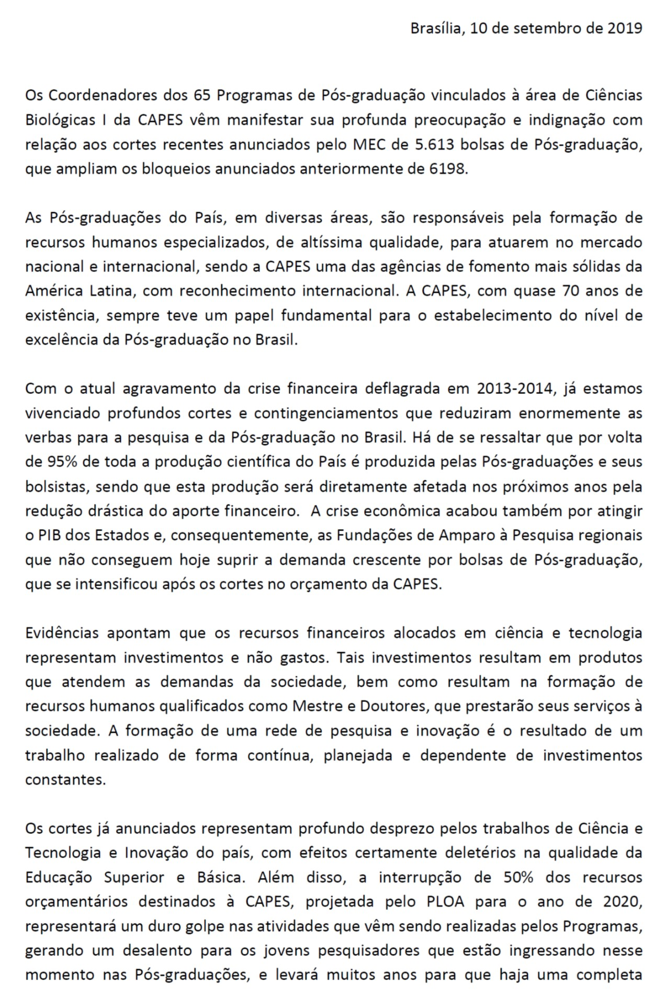 Brasília, 10 de setembro de 2019
Os Coordenadores dos 65 Programas de Pós-graduação vinculados à área de Ciências
Biológicas I da CAPES vêm manifestar sua profunda preocupação e indignação com
relação aos cortes recentes anunciados pelo MEC de 5.613 bolsas de Pós-graduação,
que ampliam os bloqueios anunciados anteriormente de 6198.
As Pós-graduações do País, em diversas áreas, são responsáveis pela formação de
recursos humanos especializados, de altíssima qualidade, para atuarem no mercado
nacional e internacional, sendo a CAPES uma das agências de fomento mais sólidas da
América Latina, com reconhecimento internacional. A CAPES, com quase 70 anos de
existência, sempre teve um papel fundamental para o estabelecimento do nível de
excelência da Pós-graduação no Brasil.
Com o atual agravamento da crise financeira deflagrada em 2013-2014, já estamos
vivenciado profundos cortes e contingenciamentos que reduziram enormemente as
verbas para a pesquisa e da Pós-graduação no Brasil. Há de se ressaltar que por volta
de 95% de toda a produção científica do País é produzida pelas Pós-graduações e seus
bolsistas, sendo que esta produção será diretamente afetada nos próximos anos pela
redução drástica do aporte financeiro.  A crise econômica acabou também por atingir
o PIB dos Estados e, consequentemente, as Fundações de Amparo à Pesquisa regionais
que não conseguem hoje suprir a demanda crescente por bolsas de Pós-graduação,
que se intensificou após os cortes no orçamento da CAPES.
Evidências apontam que os recursos financeiros alocados em ciência e tecnologia
representam investimentos e não gastos. Tais investimentos resultam em produtos
que atendem as demandas da sociedade, bem como resultam na formação de
recursos humanos qualificados como Mestre e Doutores, que prestarão seus serviços à
sociedade. A formação de uma rede de pesquisa e inovação é o resultado de um
trabalho realizado de forma contínua, planejada e dependente de investimentos
constantes.
Os cortes já anunciados representam profundo desprezo pelos trabalhos de Ciência e
Tecnologia e Inovação do país, com efeitos certamente deletérios na qualidade da
Educação Superior e Básica. Além disso, a interrupção de 50% dos recursos
orçamentários destinados à CAPES, projetada pelo PLOA para o ano de 2020,
representará um duro golpe nas atividades que vêm sendo realizadas pelos Programas,
gerando um desalento para os jovens pesquisadores que estão ingressando nesse
momento nas Pós-graduações, e levará muitos anos para que haja uma completa